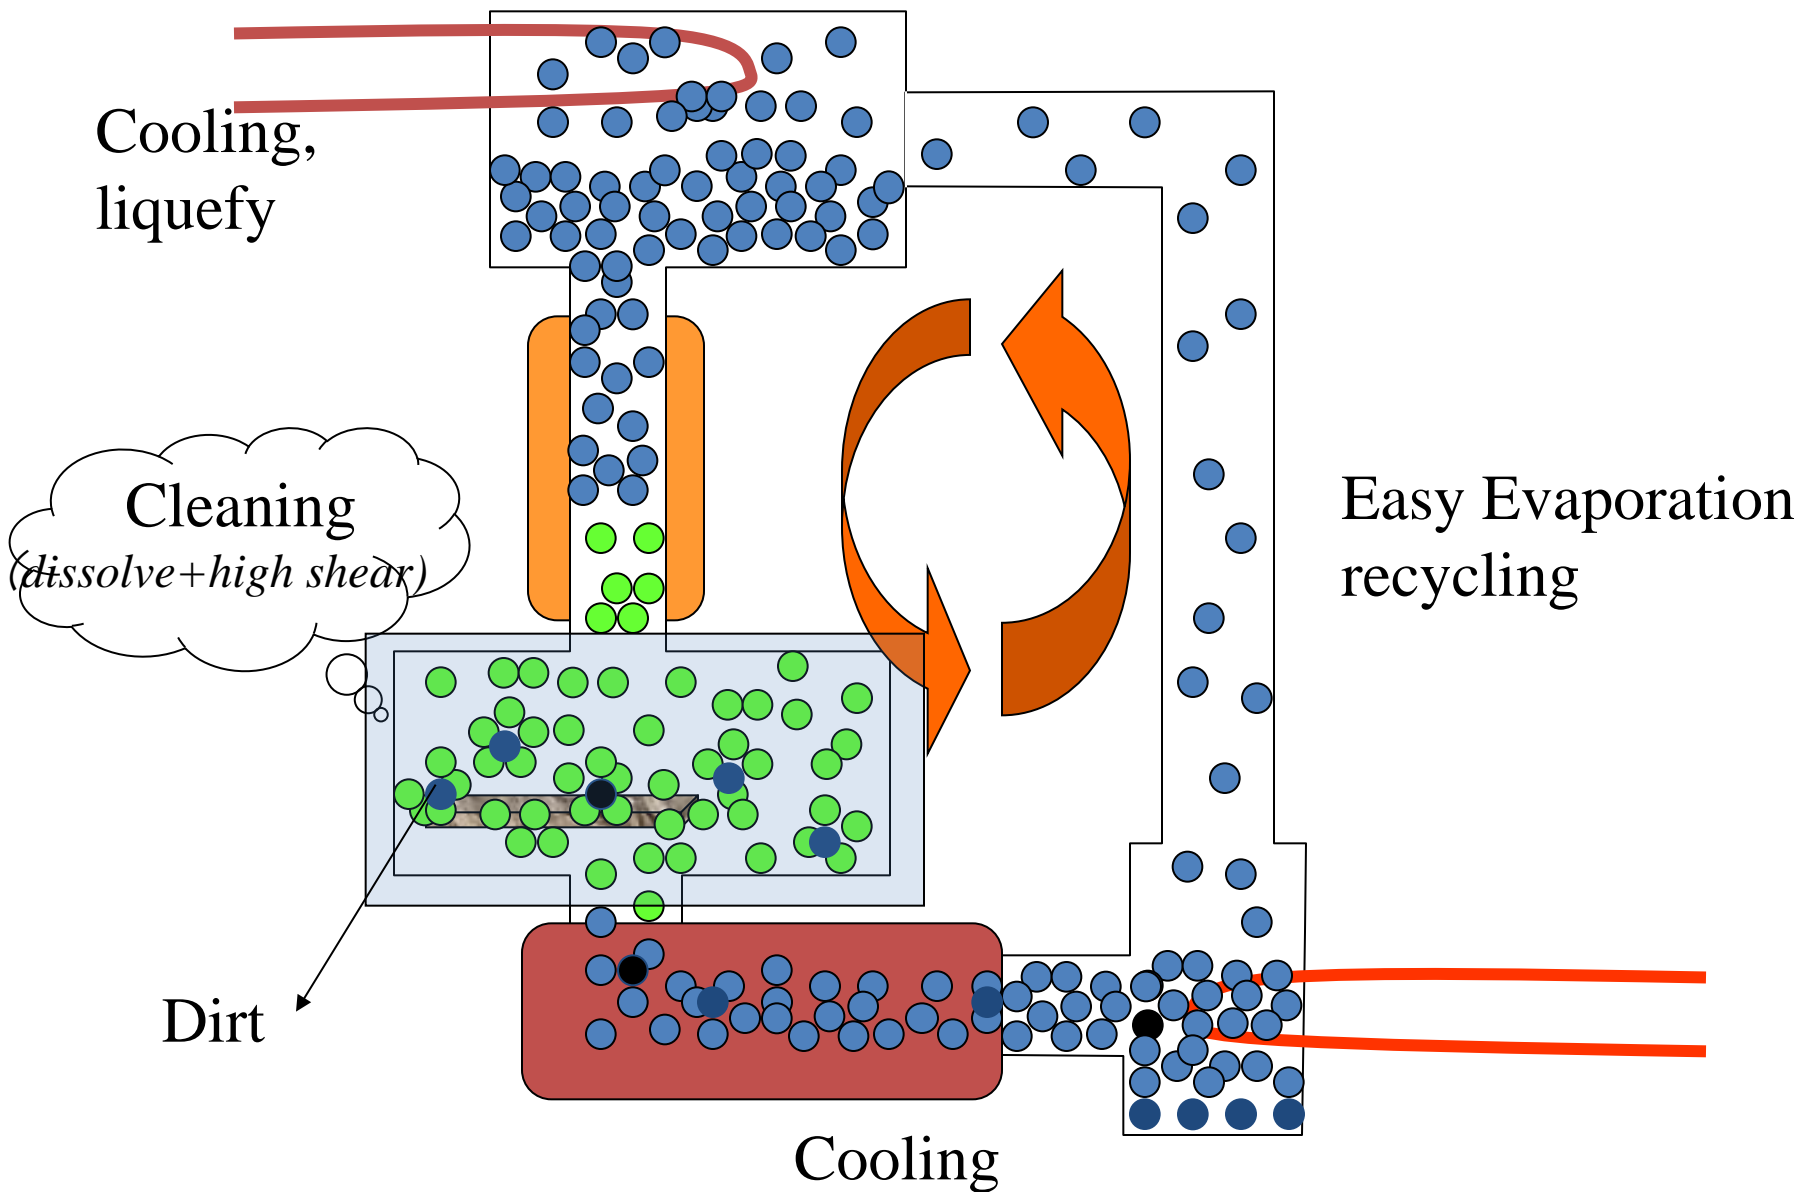 Cooling,
liquefy
Cleaning
(dissolve+high shear)
Easy Evaporation
recycling
Dirt
Cooling